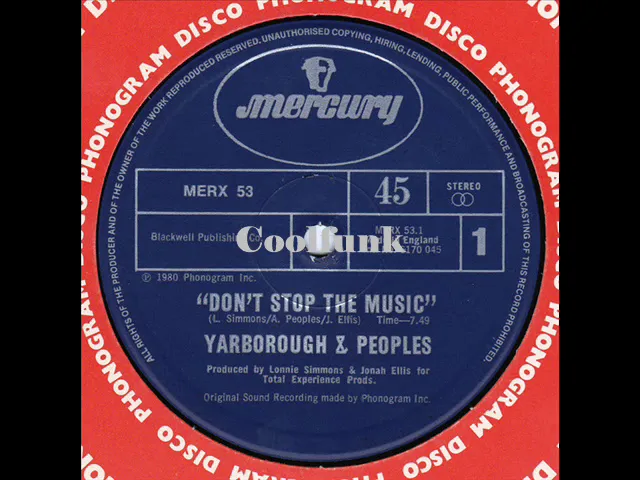 PHONOGRAM DISCO PHONOGRAM DISCO PHONOGRAM DISCO PHONOGRAM DISCO
ALL RIGHTS OF THE PRODUCER AND OF THE OWNER OF THE WORK REPRODUCED RESERVED. UNAUTHORISED COPYING, HIRING, LENDING, PUBLIC PERFORMANCE AND BROADCASTING OF THIS RECORD PROHIBITED.
mercury
MERX 53
45
STEREO
Blackwell Publishing Co.
MERX 53.1
England
6170 045
1
Coolfunk
℗ 1980 Phonogram Inc.
"DON'T STOP THE MUSIC"
(L. Simmons/A. Peoples/J. Ellis) Time—7.49
YARBOROUGH & PEOPLES
Produced by Lonnie Simmons & Jonah Ellis for
Total Experience Prods.
Original Sound Recording made by Phonogram Inc.